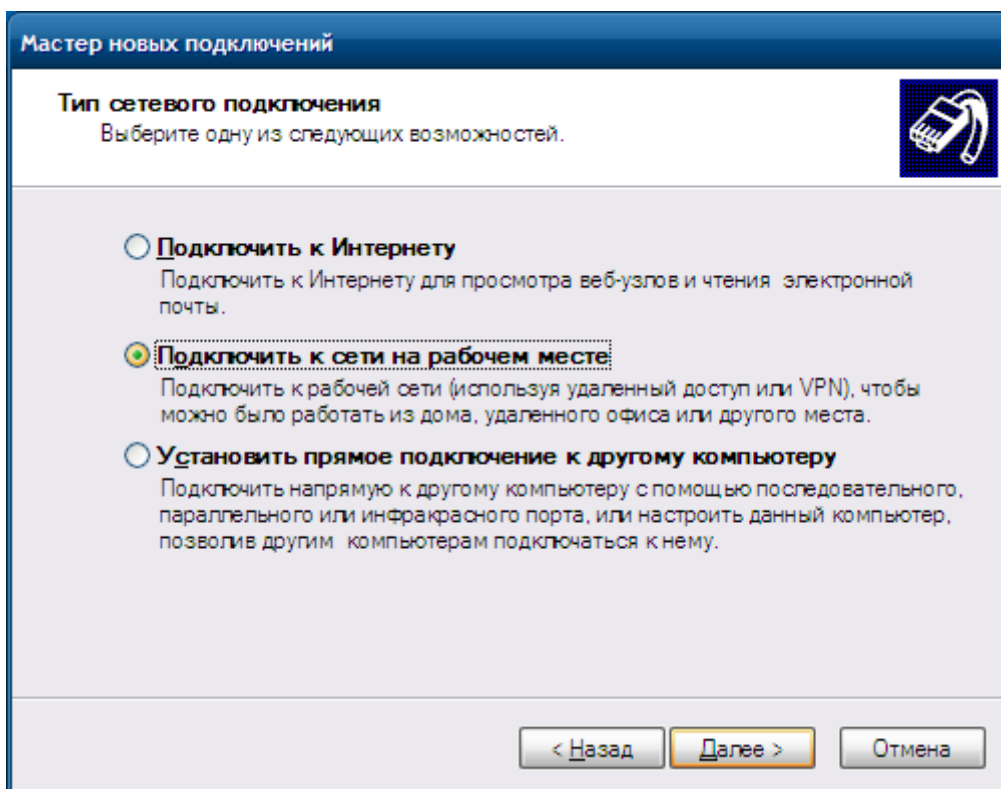 Мастер новых подключений
Тип сетевого подключения
Выберите одну из следующих возможностей.
Подключить к Интернету
Подключить к Интернету для просмотра веб-узлов и чтения электронной
почты.
Подключить к сети на рабочем месте
Подключить к рабочей сети (используя удаленный доступ или VPN), чтобы
можно было работать из дома, удаленного офиса или другого места.
Установить прямое подключение к другому компьютеру
Подключить напрямую к другому компьютеру с помощью последовательного,
параллельного или инфракрасного порта, или настроить данный компьютер,
позволив другим компьютерам подключаться к нему.
< Назад Далее > Отмена